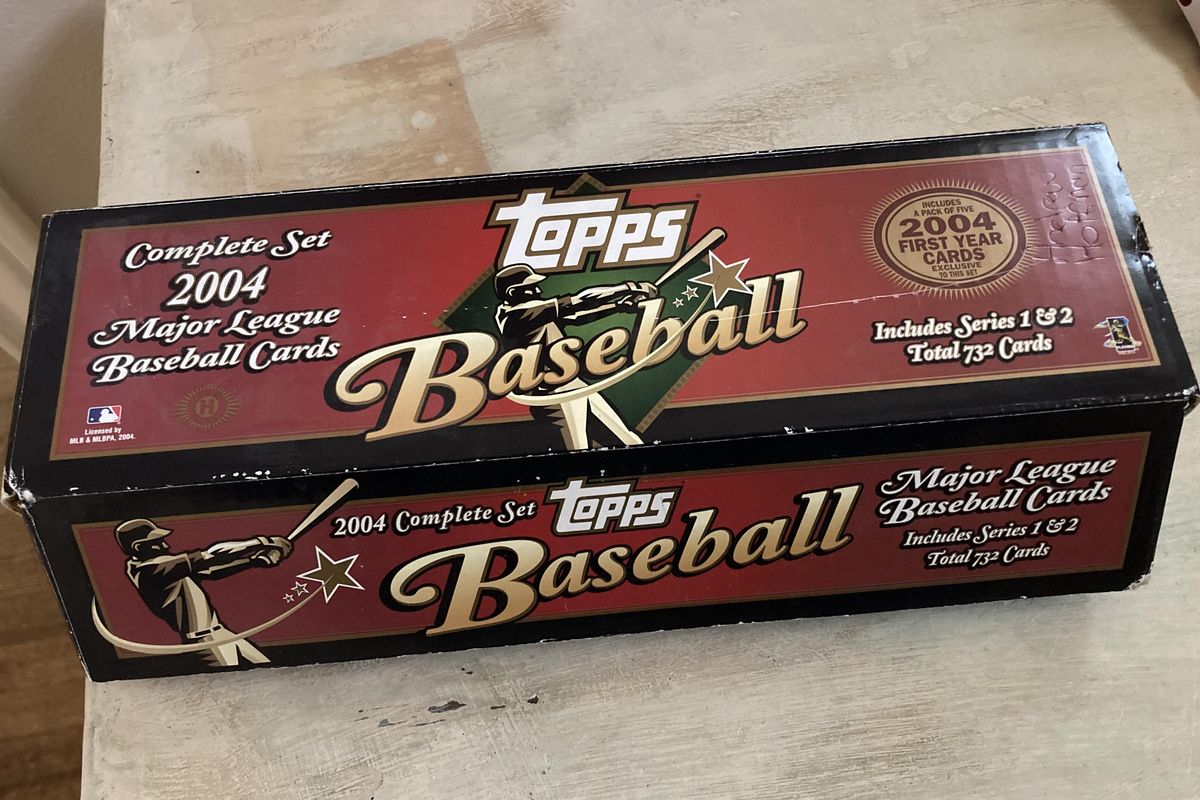 Complete Set
2004
Major League
Baseball Cards
Licensed by
MLB & MLBPA, 2004.
H
Topps
Baseball
INCLUDES
A PACK OF FIVE
2004
FIRST YEAR
CARDS
EXCLUSIVE
TO THIS SET
Includes Series 1 & 2
Total 732 Cards
2004 Complete Set
Topps
Baseball
Major League
Baseball Cards
Includes Series 1 & 2
Total 732 Cards